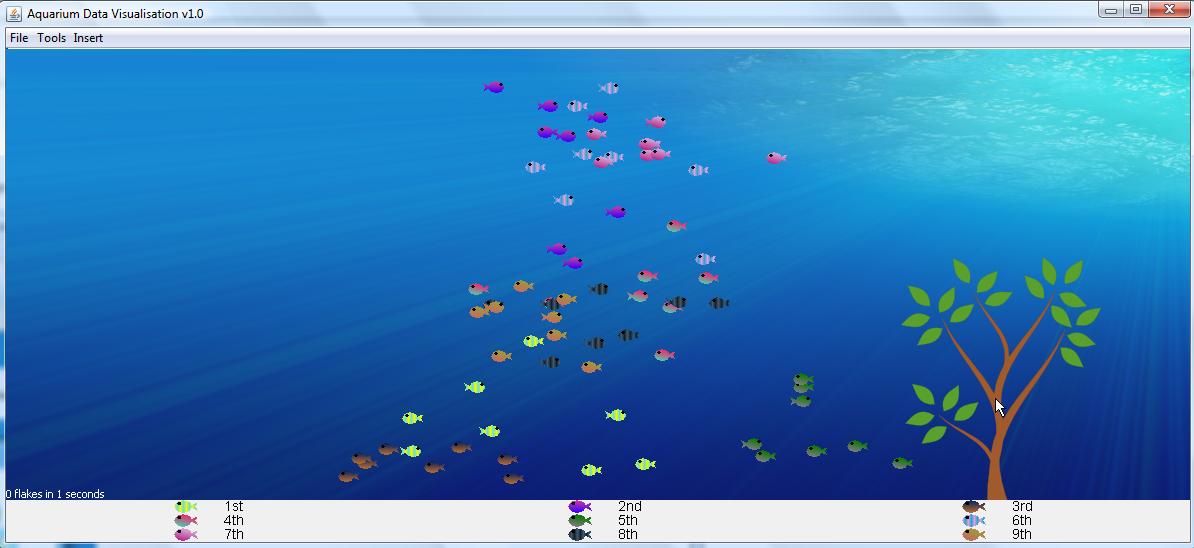 Aquarium Data Visualisation v1.0
File Tools Insert
0 flakes in 1 seconds
1st 2nd 3rd
4th 5th 6th
7th 8th 9th